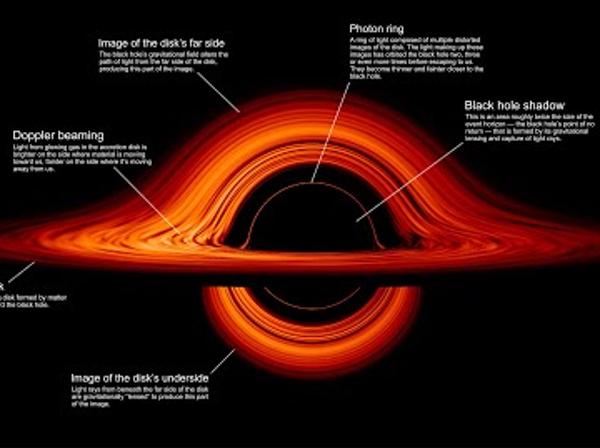 Image of the disk's far side
The black hole's gravitational field alters the
path of light from the far side of the disk,
producing this part of the image.
Photon ring
A ring of light composed of multiple distorted
images of the disk. The light making up these
images has orbited the black hole two, three
or even more times before escaping to us.
They become thinner and fainter closer to the
black hole.
Black hole shadow
This is an area roughly twice the size of the
event horizon — the black hole's point of no
return — that is formed by its gravitational
lensing and capture of light rays.
Doppler beaming
Light from glowing gas in the accretion disk is
brighter on the side where material is moving
toward us, fainter on the side where it's moving
away from us.
k
disk formed by matter
the black hole.
Image of the disk's underside
Light rays from beneath the far side of the disk
are gravitationally "lensed" to produce this part
of the image.